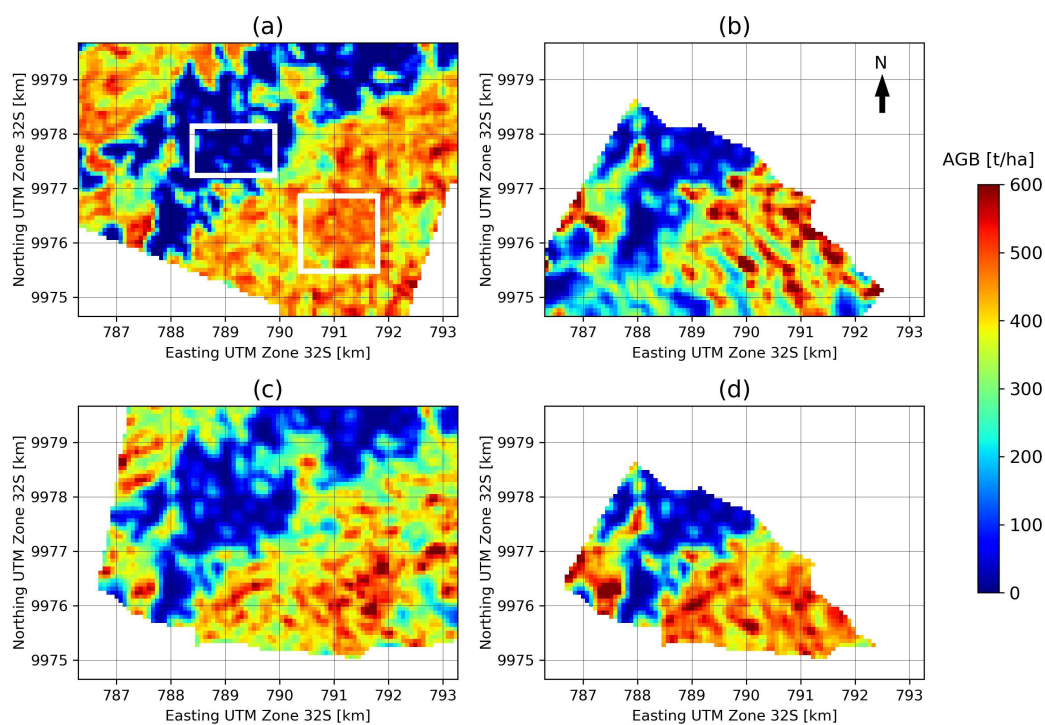 (a)
Northing UTM Zone 32S [km]
9979
9978
9977
9976
9975
787 788 789 790 791 792 793
Easting UTM Zone 32S [km]
(b)
N
Northing UTM Zone 32S [km]
9979
9978
9977
9976
9975
787 788 789 790 791 792 793
Easting UTM Zone 32S [km]
AGB [t/ha]
600
500
400
300
200
100
0
(c)
Northing UTM Zone 32S [km]
9979
9978
9977
9976
9975
787 788 789 790 791 792 793
Easting UTM Zone 32S [km]
(d)
Northing UTM Zone 32S [km]
9979
9978
9977
9976
9975
787 788 789 790 791 792 793
Easting UTM Zone 32S [km]